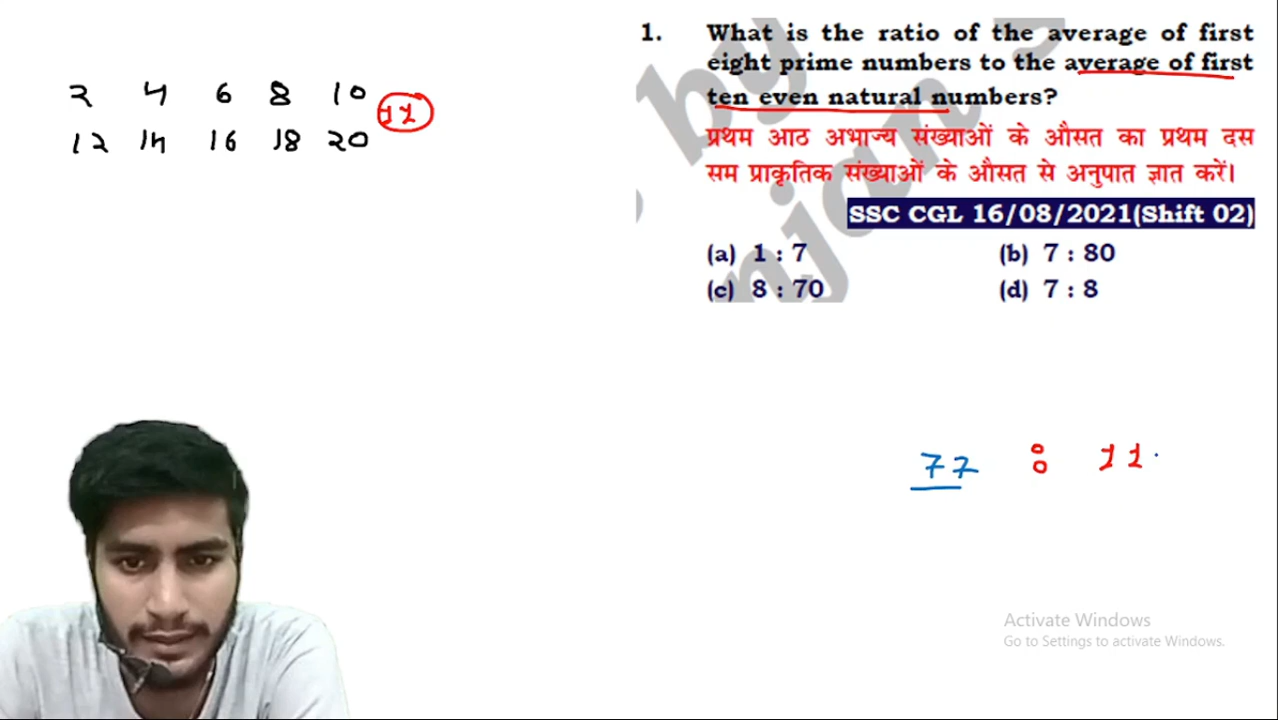 2 4 6 8 10
12 14 16 18 20
11
1. What is the ratio of the average of first
eight prime numbers to the average of first
ten even natural numbers?
प्रथम आठ अभाज्य संख्याओं के औसत का प्रथम दस
सम प्राकृतिक संख्याओं के औसत से अनुपात ज्ञात करें।
SSC CGL 16/08/2021(Shift 02)
(a) 1 : 7 (b) 7 : 80
(c) 8 : 70 (d) 7 : 8
77 : 11
Activate Windows
Go to Settings to activate Windows.